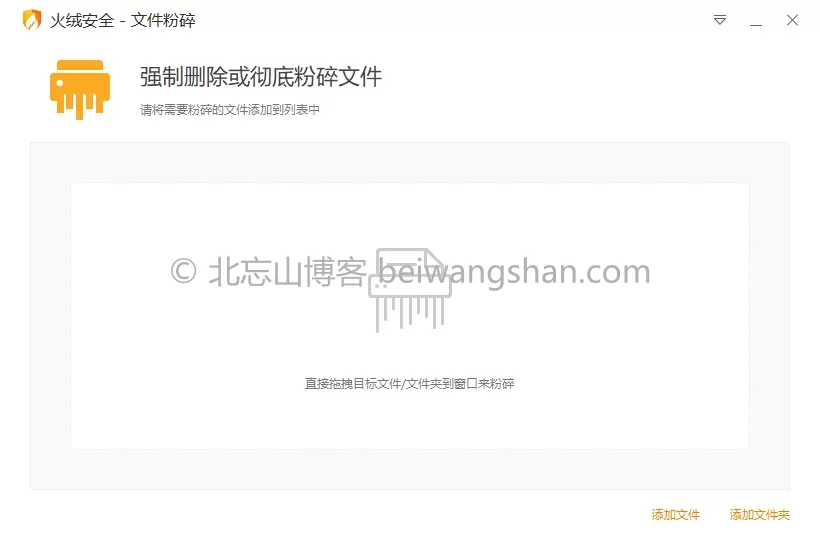 火绒安全 - 文件粉碎
强制删除或彻底粉碎文件
请将需要粉碎的文件添加到列表中
© 北忘山博客 beiwangshan.com
直接拖拽目标文件/文件夹到窗口来粉碎
添加文件 添加文件夹